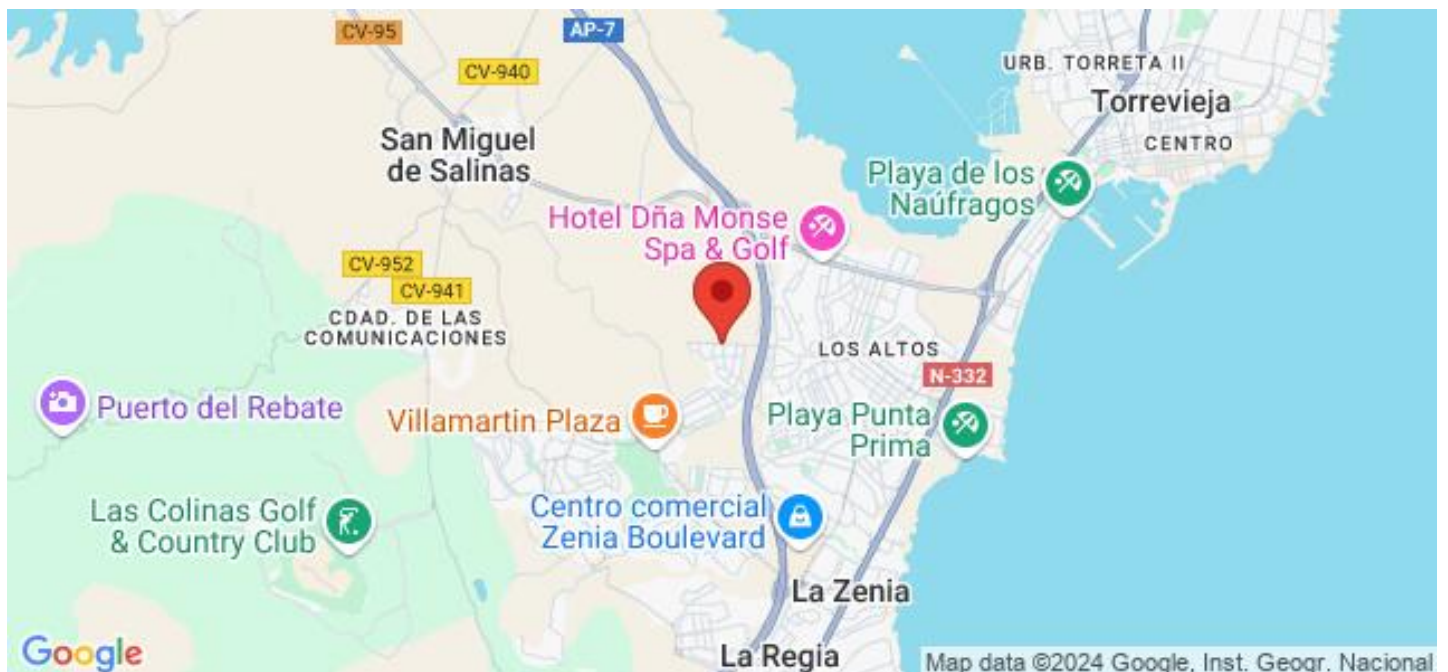 CV-95
AP-7
CV-940
URB. TORRETA II
Torrevieja
CENTRO
San Miguel
de Salinas
Playa de los
Naúfragos
Hotel Dña Monse
Spa & Golf
CV-952
CV-941
CDAD. DE LAS
COMUNICACIONES
LOS ALTOS
N-332
Puerto del Rebate
Villamartin Plaza
Playa Punta
Prima
Las Colinas Golf
& Country Club
Centro comercial
Zenia Boulevard
La Zenia
La Regia
Google
Map data ©2024 Google, Inst. Geogr. Nacional